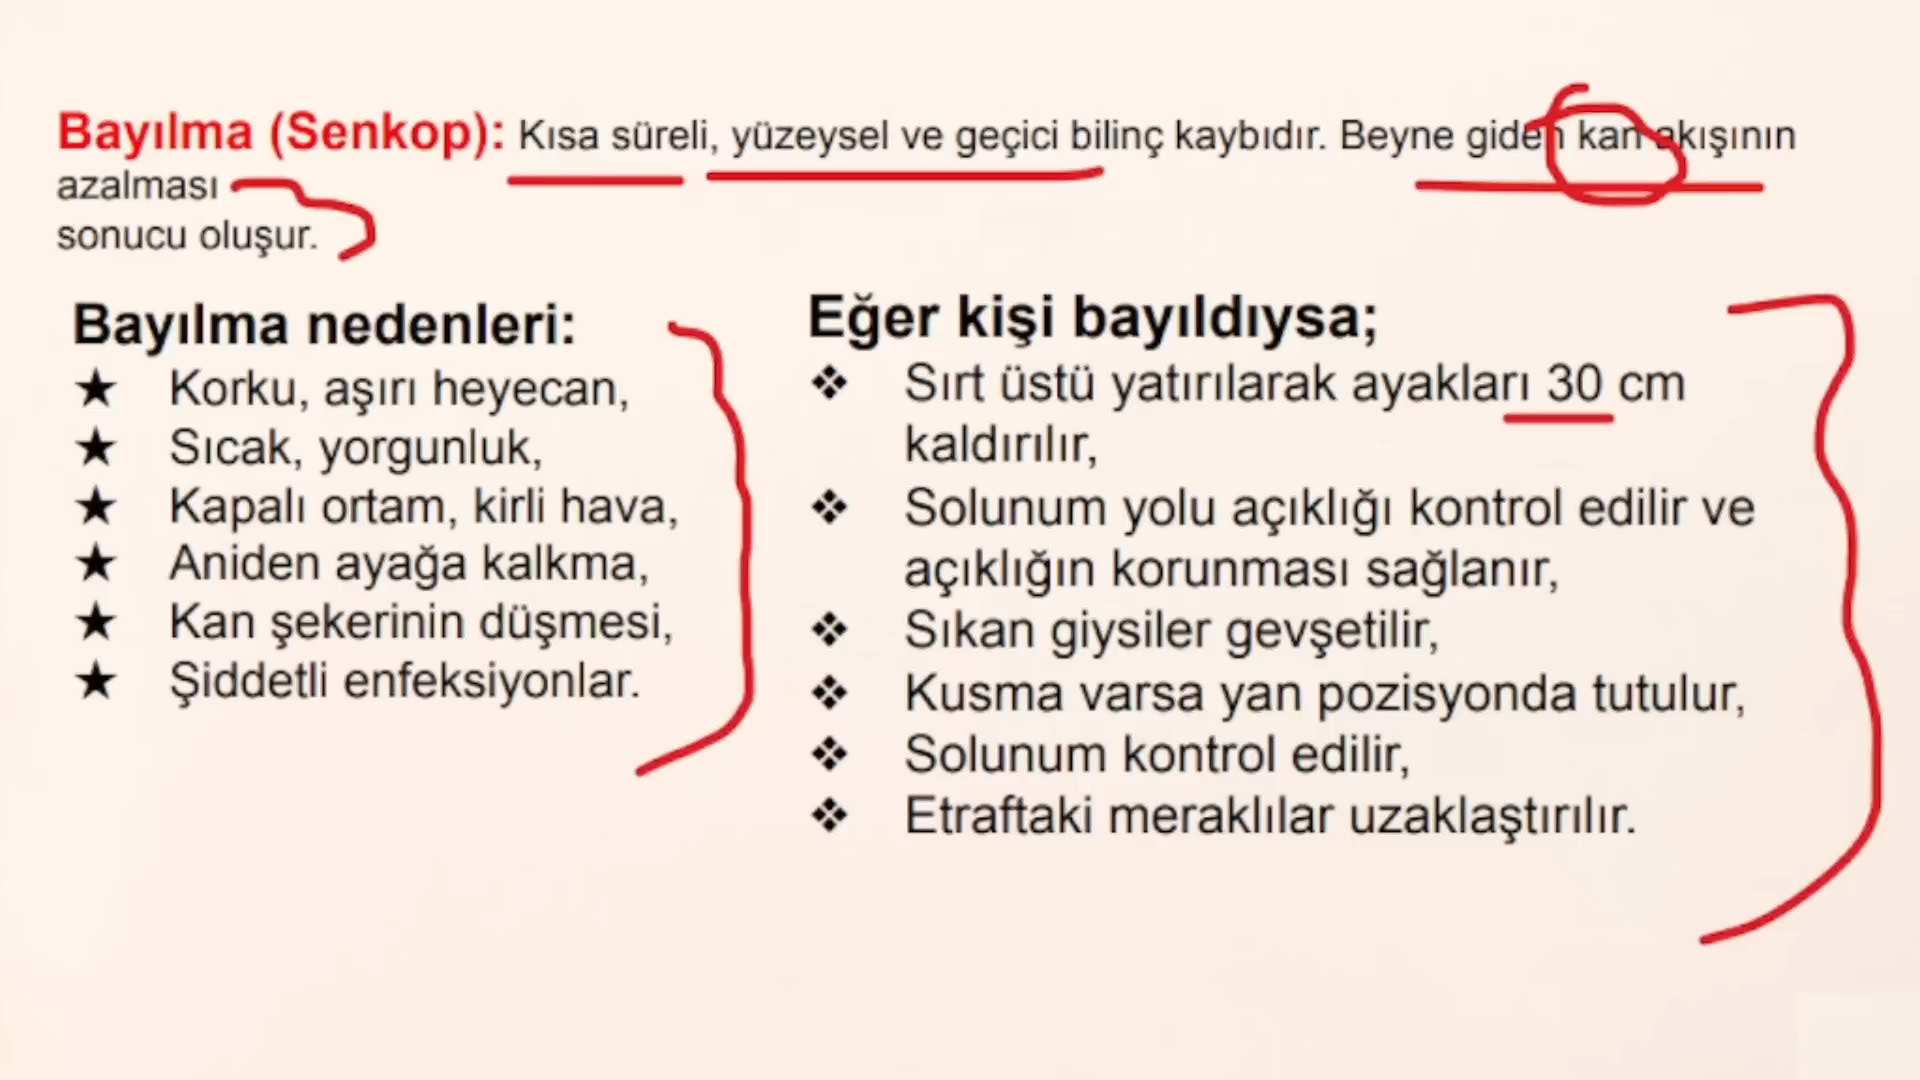 Bayılma (Senkop): Kısa süreli, yüzeysel ve geçici bilinç kaybıdır. Beyne giden kan akışının
azalması
sonucu oluşur.
Bayılma nedenleri:
★ Korku, aşırı heyecan,
★ Sıcak, yorgunluk,
★ Kapalı ortam, kirli hava,
★ Aniden ayağa kalkma,
★ Kan şekerinin düşmesi,
★ Şiddetli enfeksiyonlar.
Eğer kişi bayıldıysa;
❖ Sırt üstü yatırılarak ayakları 30 cm
kaldırılır,
❖ Solunum yolu açıklığı kontrol edilir ve
açıklığın korunması sağlanır,
❖ Sıkan giysiler gevşetilir,
❖ Kusma varsa yan pozisyonda tutulur,
❖ Solunum kontrol edilir,
❖ Etraftaki meraklılar uzaklaştırılır.